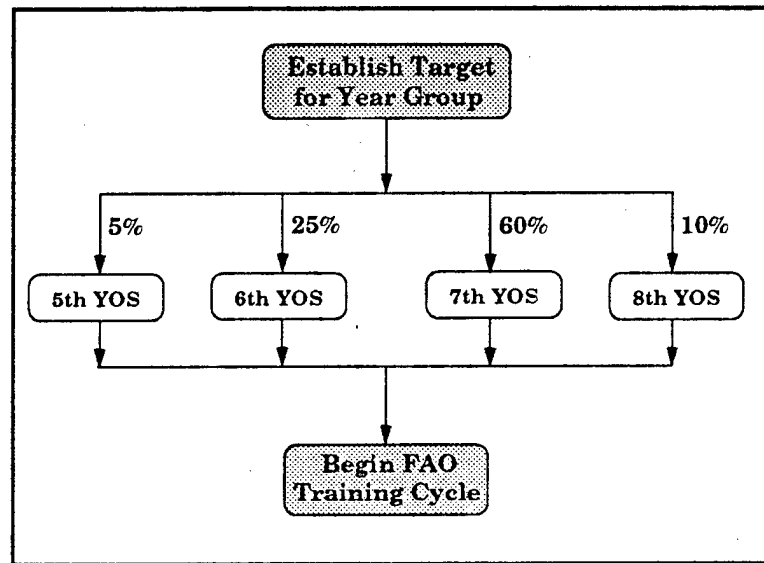 Establish Target
for Year Group
5%
25%
60%
10%
5th YOS
6th YOS
7th YOS
8th YOS
Begin FAO
Training Cycle